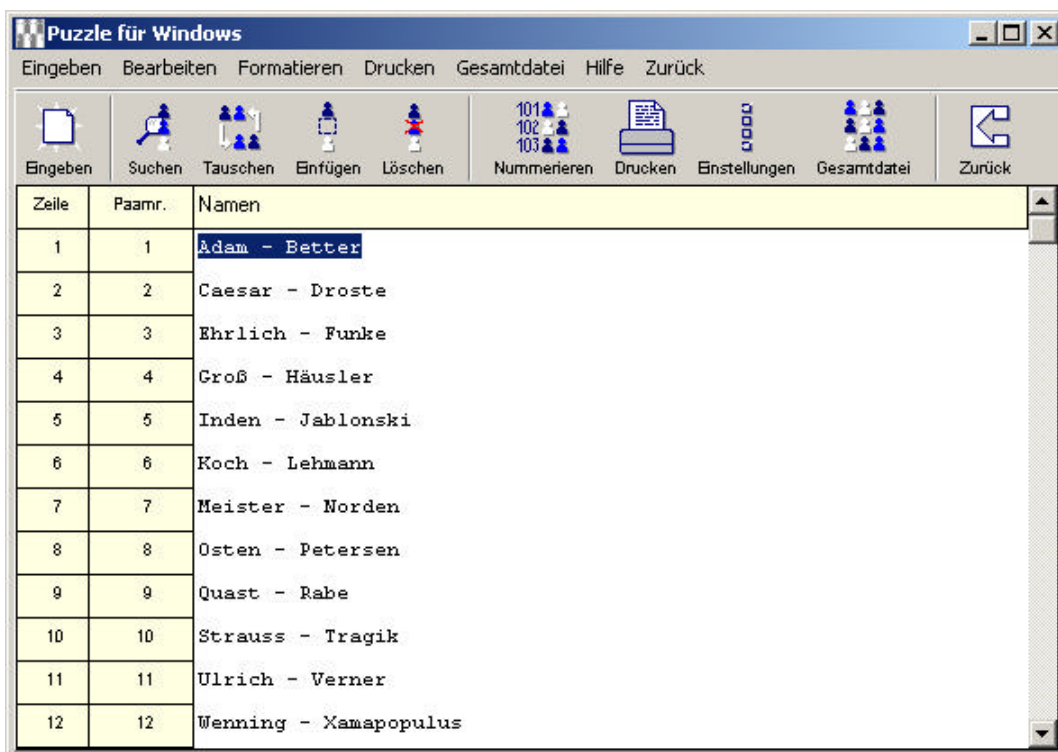 Puzzle für Windows
Eingeben Bearbeiten Formatieren Drucken Gesamtdatei Hilfe Zurück
101
102
103
Eingeben Suchen Tauschen Einfügen Löschen Nummerieren Drucken Einstellungen Gesamtdatei Zurück
Zeile Paarnr. Namen
1 1 Adam - Better
2 2 Caesar - Droste
3 3 Ehrlich - Funke
4 4 Groß - Häusler
5 5 Inden - Jablonski
6 6 Koch - Lehmann
7 7 Meister - Norden
8 8 Osten - Petersen
9 9 Quast - Rabe
10 10 Strauss - Tragik
11 11 Ulrich - Verner
12 12 Wenning - Xamapopulus